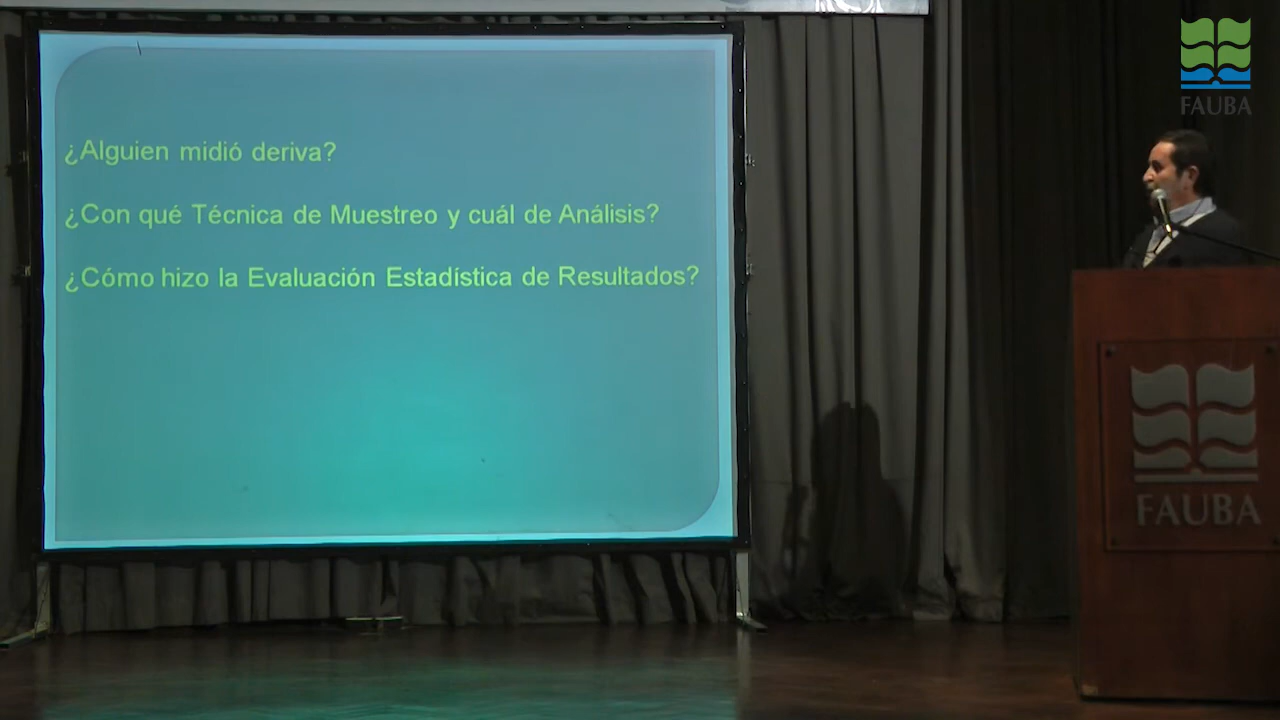 ¿Alguien midió deriva?
¿Con qué Técnica de Muestreo y cuál de Análisis?
¿Cómo hizo la Evaluación Estadística de Resultados?
FAUBA
FAUBA